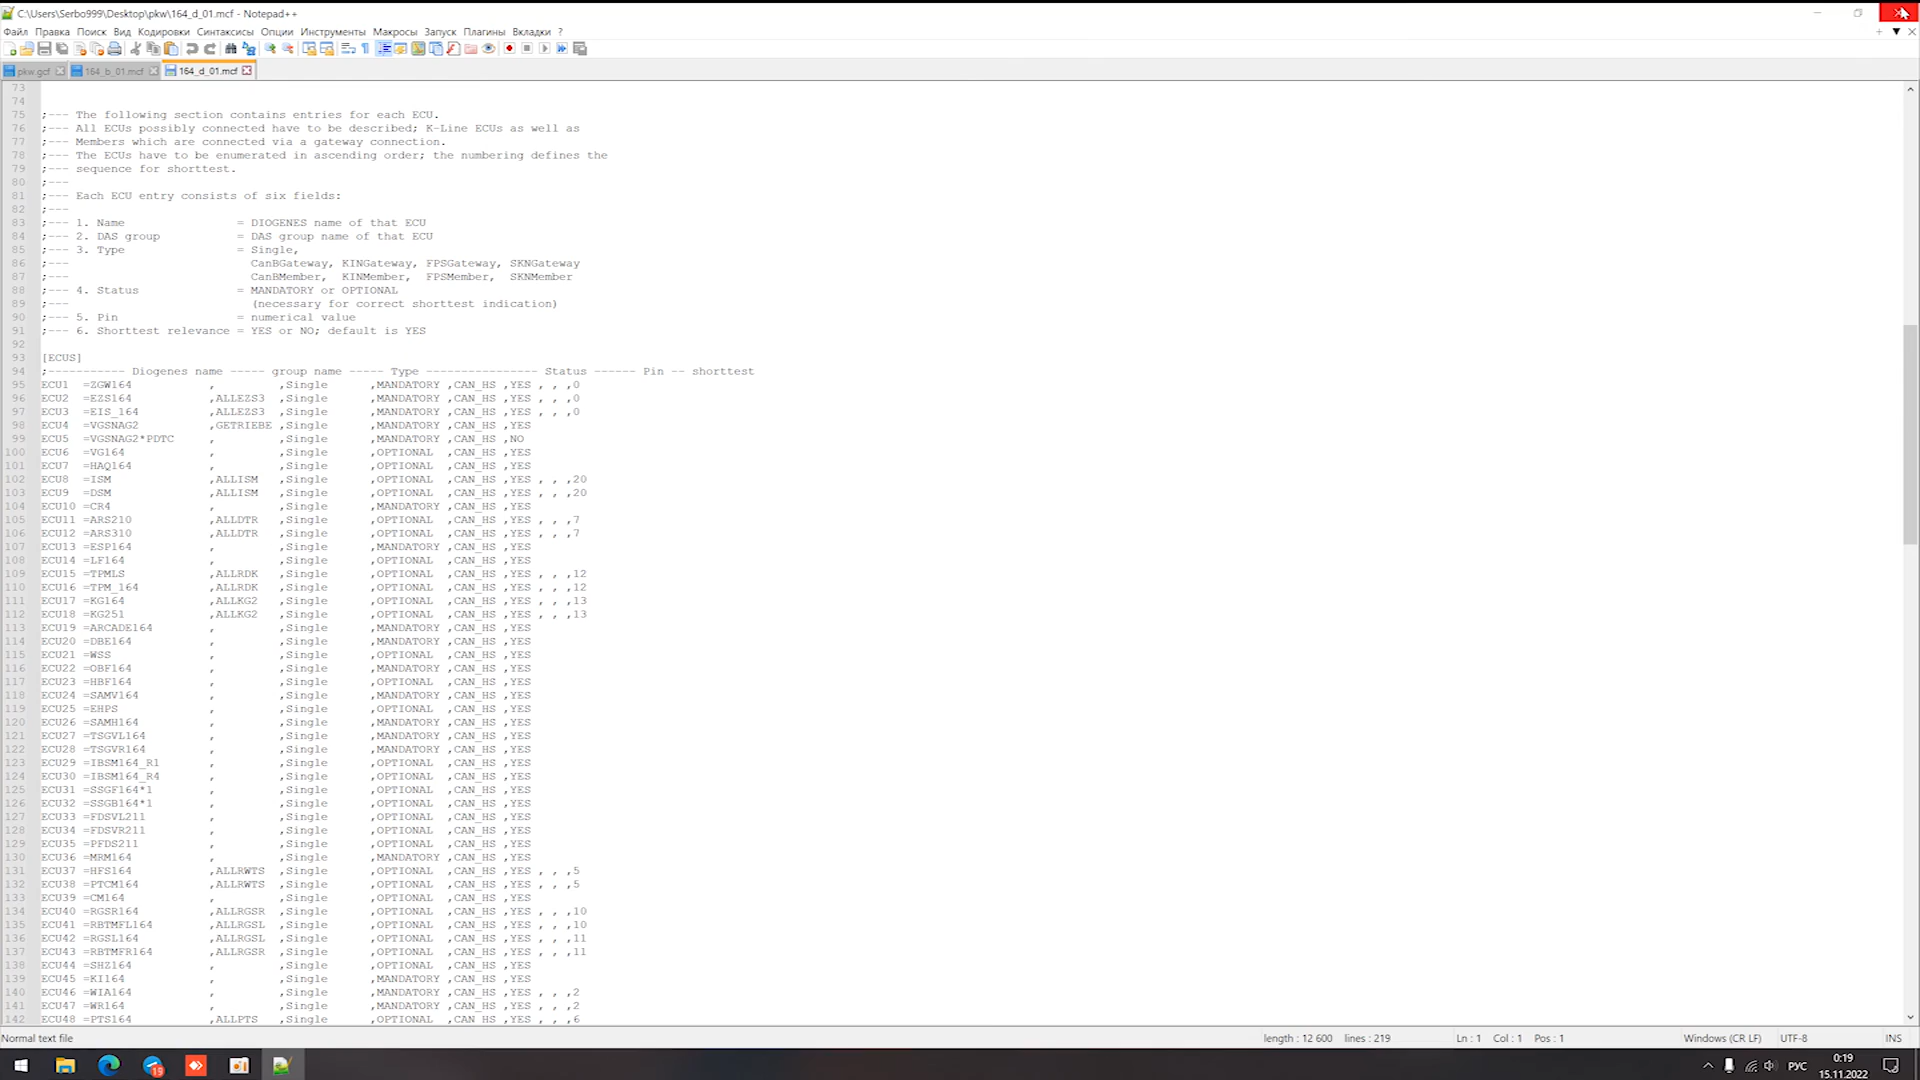 C:\Users\Serbo999\Desktop\pkw\164_d_01.mcf - Notepad++
Файл Правка Поиск Вид Кодировки Синтаксисы Опции Инструменты Макросы Запуск Плагины Вкладки ?
pkw.gcf 164_b_01.mcf 164_d_01.mcf
73
74
75 ;--- The following section contains entries for each ECU.
76 ;--- All ECUs possibly connected have to be described; K-Line ECUs as well as
77 ;--- Members which are connected via a gateway connection.
78 ;--- The ECUs have to be enumerated in ascending order; the numbering defines the
79 ;--- sequence for shorttest.
80 ;---
81 ;--- Each ECU entry consists of six fields:
82 ;---
83 ;--- 1. Name = DIOGENES name of that ECU
84 ;--- 2. DAS group = DAS group name of that ECU
85 ;--- 3. Type = Single,
86 ;--- CanBGateway, KINGateway, FPSGateway, SKNGateway
87 ;--- CanBMember, KINMember, FPSMember, SKNMember
88 ;--- 4. Status = MANDATORY or OPTIONAL
89 ;--- (necessary for correct shorttest indication)
90 ;--- 5. Pin = numerical value
91 ;--- 6. Shorttest relevance = YES or NO; default is YES
92
93 [ECUS]
94 ;----------- Diogenes name ----- group name ----- Type ---------------- Status ------ Pin -- shorttest
95 ECU1 =ZGW164 , ,Single ,MANDATORY ,CAN_HS ,YES , , ,0
96 ECU2 =EZS164 ,ALLEZS3 ,Single ,MANDATORY ,CAN_HS ,YES , , ,0
97 ECU3 =EIS_164 ,ALLEZS3 ,Single ,MANDATORY ,CAN_HS ,YES , , ,0
98 ECU4 =VGSNAG2 ,GETRIEBE ,Single ,MANDATORY ,CAN_HS ,YES
99 ECU5 =VGSNAG2*PDTC , ,Single ,MANDATORY ,CAN_HS ,NO
100 ECU6 =VG164 , ,Single ,OPTIONAL ,CAN_HS ,YES
101 ECU7 =HAQ164 , ,Single ,OPTIONAL ,CAN_HS ,YES
102 ECU8 =ISM ,ALLISM ,Single ,OPTIONAL ,CAN_HS ,YES , , ,20
103 ECU9 =DSM ,ALLISM ,Single ,OPTIONAL ,CAN_HS ,YES , , ,20
104 ECU10 =CR4 , ,Single ,MANDATORY ,CAN_HS ,YES
105 ECU11 =ARS210 ,ALLDTR ,Single ,OPTIONAL ,CAN_HS ,YES , , ,7
106 ECU12 =ARS310 ,ALLDTR ,Single ,OPTIONAL ,CAN_HS ,YES , , ,7
107 ECU13 =ESP164 , ,Single ,MANDATORY ,CAN_HS ,YES
108 ECU14 =LF164 , ,Single ,OPTIONAL ,CAN_HS ,YES
109 ECU15 =TPMLS ,ALLRDK ,Single ,OPTIONAL ,CAN_HS ,YES , , ,12
110 ECU16 =TPM_164 ,ALLRDK ,Single ,OPTIONAL ,CAN_HS ,YES , , ,12
111 ECU17 =KG164 ,ALLKG2 ,Single ,OPTIONAL ,CAN_HS ,YES , , ,13
112 ECU18 =KG251 ,ALLKG2 ,Single ,OPTIONAL ,CAN_HS ,YES , , ,13
113 ECU19 =ARCADE164 , ,Single ,MANDATORY ,CAN_HS ,YES
114 ECU20 =DBE164 , ,Single ,MANDATORY ,CAN_HS ,YES
115 ECU21 =WSS , ,Single ,OPTIONAL ,CAN_HS ,YES
116 ECU22 =OBF164 , ,Single ,MANDATORY ,CAN_HS ,YES
117 ECU23 =HBF164 , ,Single ,OPTIONAL ,CAN_HS ,YES
118 ECU24 =SAMV164 , ,Single ,MANDATORY ,CAN_HS ,YES
119 ECU25 =EHPS , ,Single ,OPTIONAL ,CAN_HS ,YES
120 ECU26 =SAMH164 , ,Single ,MANDATORY ,CAN_HS ,YES
121 ECU27 =TSGVL164 , ,Single ,MANDATORY ,CAN_HS ,YES
122 ECU28 =TSGVR164 , ,Single ,MANDATORY ,CAN_HS ,YES
123 ECU29 =IBSM164_R1 , ,Single ,OPTIONAL ,CAN_HS ,YES
124 ECU30 =IBSM164_R4 , ,Single ,OPTIONAL ,CAN_HS ,YES
125 ECU31 =SSGF164*1 , ,Single ,OPTIONAL ,CAN_HS ,YES
126 ECU32 =SSGB164*1 , ,Single ,OPTIONAL ,CAN_HS ,YES
127 ECU33 =FDSVL211 , ,Single ,OPTIONAL ,CAN_HS ,YES
128 ECU34 =FDSVR211 , ,Single ,OPTIONAL ,CAN_HS ,YES
129 ECU35 =PFDS211 , ,Single ,OPTIONAL ,CAN_HS ,YES
130 ECU36 =MRM164 , ,Single ,MANDATORY ,CAN_HS ,YES
131 ECU37 =HFS164 ,ALLRWTS ,Single ,OPTIONAL ,CAN_HS ,YES , , ,5
132 ECU38 =PTCM164 ,ALLRWTS ,Single ,OPTIONAL ,CAN_HS ,YES , , ,5
133 ECU39 =CM164 , ,Single ,OPTIONAL ,CAN_HS ,YES
134 ECU40 =RGSR164 ,ALLRGSR ,Single ,OPTIONAL ,CAN_HS ,YES , , ,10
135 ECU41 =RBTMFL164 ,ALLRGSL ,Single ,OPTIONAL ,CAN_HS ,YES , , ,10
136 ECU42 =RGSL164 ,ALLRGSL ,Single ,OPTIONAL ,CAN_HS ,YES , , ,11
137 ECU43 =RBTMFR164 ,ALLRGSR ,Single ,OPTIONAL ,CAN_HS ,YES , , ,11
138 ECU44 =SHZ164 , ,Single ,OPTIONAL ,CAN_HS ,YES
139 ECU45 =KI164 , ,Single ,MANDATORY ,CAN_HS ,YES
140 ECU46 =WIA164 , ,Single ,MANDATORY ,CAN_HS ,YES , , ,2
141 ECU47 =WR164 , ,Single ,MANDATORY ,CAN_HS ,YES , , ,2
142 ECU48 =PTS164 ,ALLPTS ,Single ,OPTIONAL ,CAN_HS ,YES , , ,6
Normal text file length : 12 600 lines : 219 Ln : 1 Col : 1 Pos : 1 Windows (CR LF) UTF-8 INS
19
РУС
0:19
15.11.2022